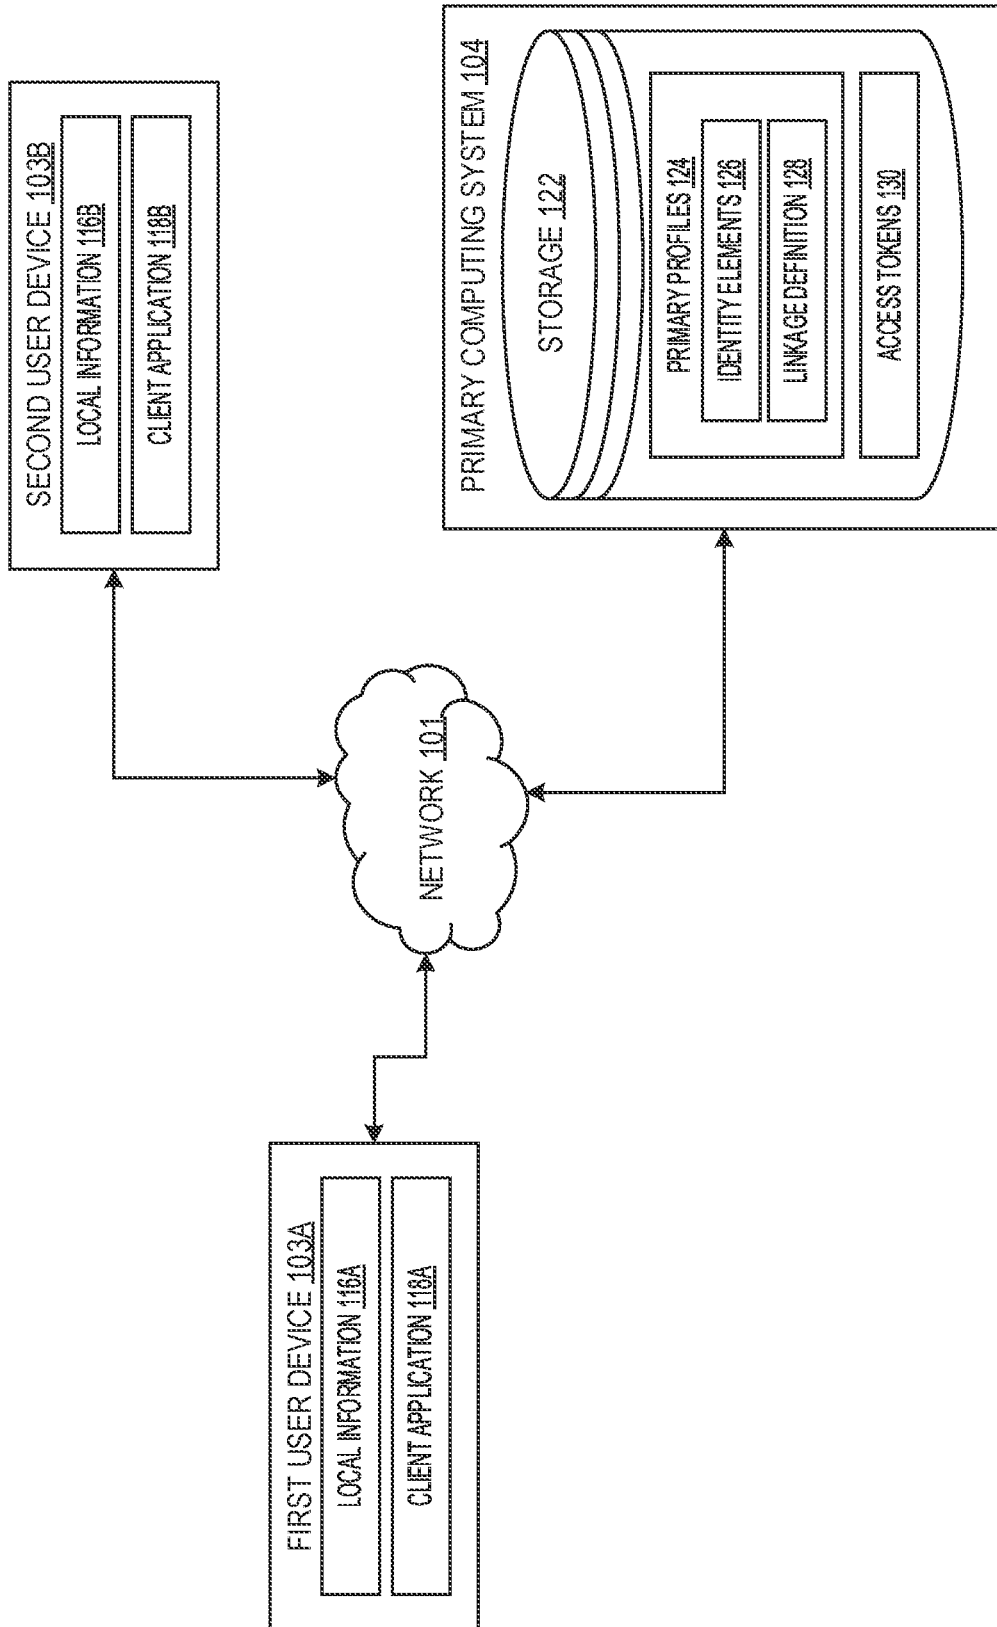 FIRST USER DEVICE 103A
LOCAL INFORMATION 116A
CLIENT APPLICATION 118A
NETWORK 101
SECOND USER DEVICE 103B
LOCAL INFORMATION 116B
CLIENT APPLICATION 118B
PRIMARY COMPUTING SYSTEM 104
STORAGE 122
PRIMARY PROFILES 124
IDENTITY ELEMENTS 126
LINKAGE DEFINITION 128
ACCESS TOKENS 130